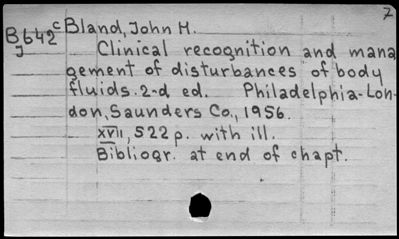 7
B642 c Bland, John M.
J Clinical recognition and mana
gement of disturbances of body
fluids. 2-d ed. Philadelphia-Lon-
don, Saunders Co., 1956.
XVII, 522 p. with ill.
Bibliogr. at end of chapt.